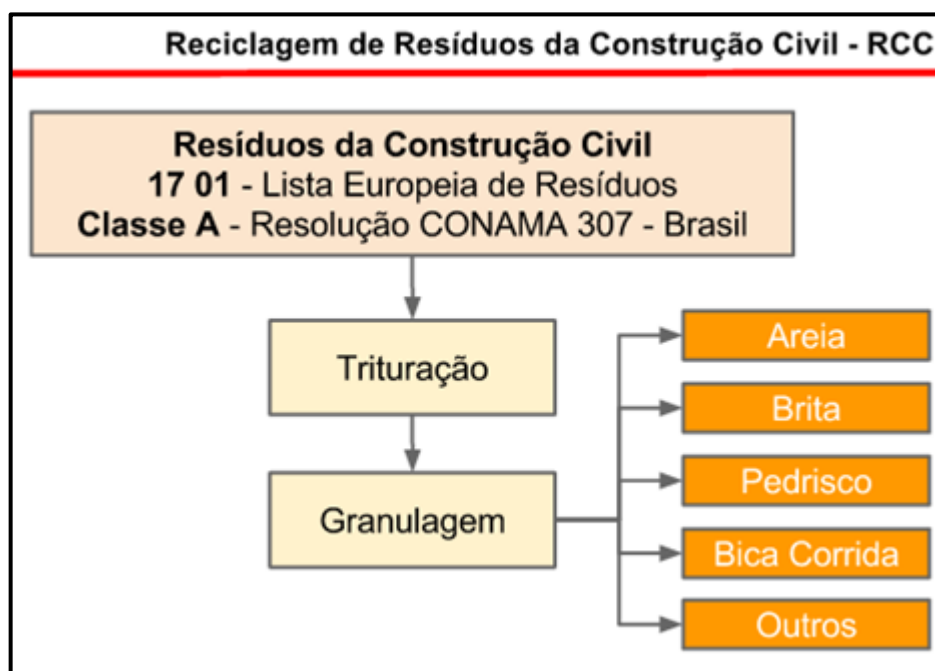 Reciclagem de Resíduos da Construção Civil - RCC
Resíduos da Construção Civil
17 01 - Lista Europeia de Resíduos
Classe A - Resolução CONAMA 307 - Brasil
Trituração
Granulagem
Areia
Brita
Pedrisco
Bica Corrida
Outros